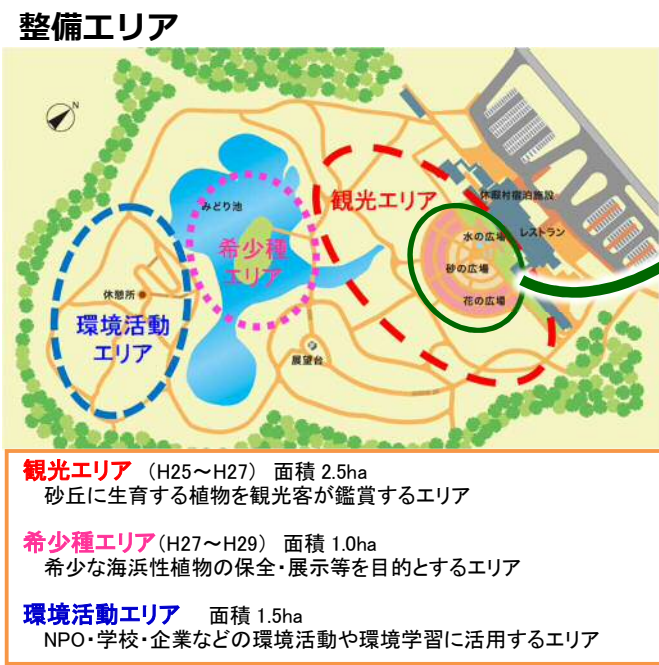 整備エリア
N
みどり池
観光エリア
休暇村宿泊施設
希少種
エリア
水の広場
レストラン
砂の広場
花の広場
休憩所
環境活動
エリア
展望台
観光エリア (H25～H27) 面積 2.5ha
砂丘に生育する植物を観光客が鑑賞するエリア
希少種エリア(H27～H29) 面積 1.0ha
希少な海浜性植物の保全・展示等を目的とするエリア
環境活動エリア 面積 1.5ha
NPO・学校・企業などの環境活動や環境学習に活用するエリア